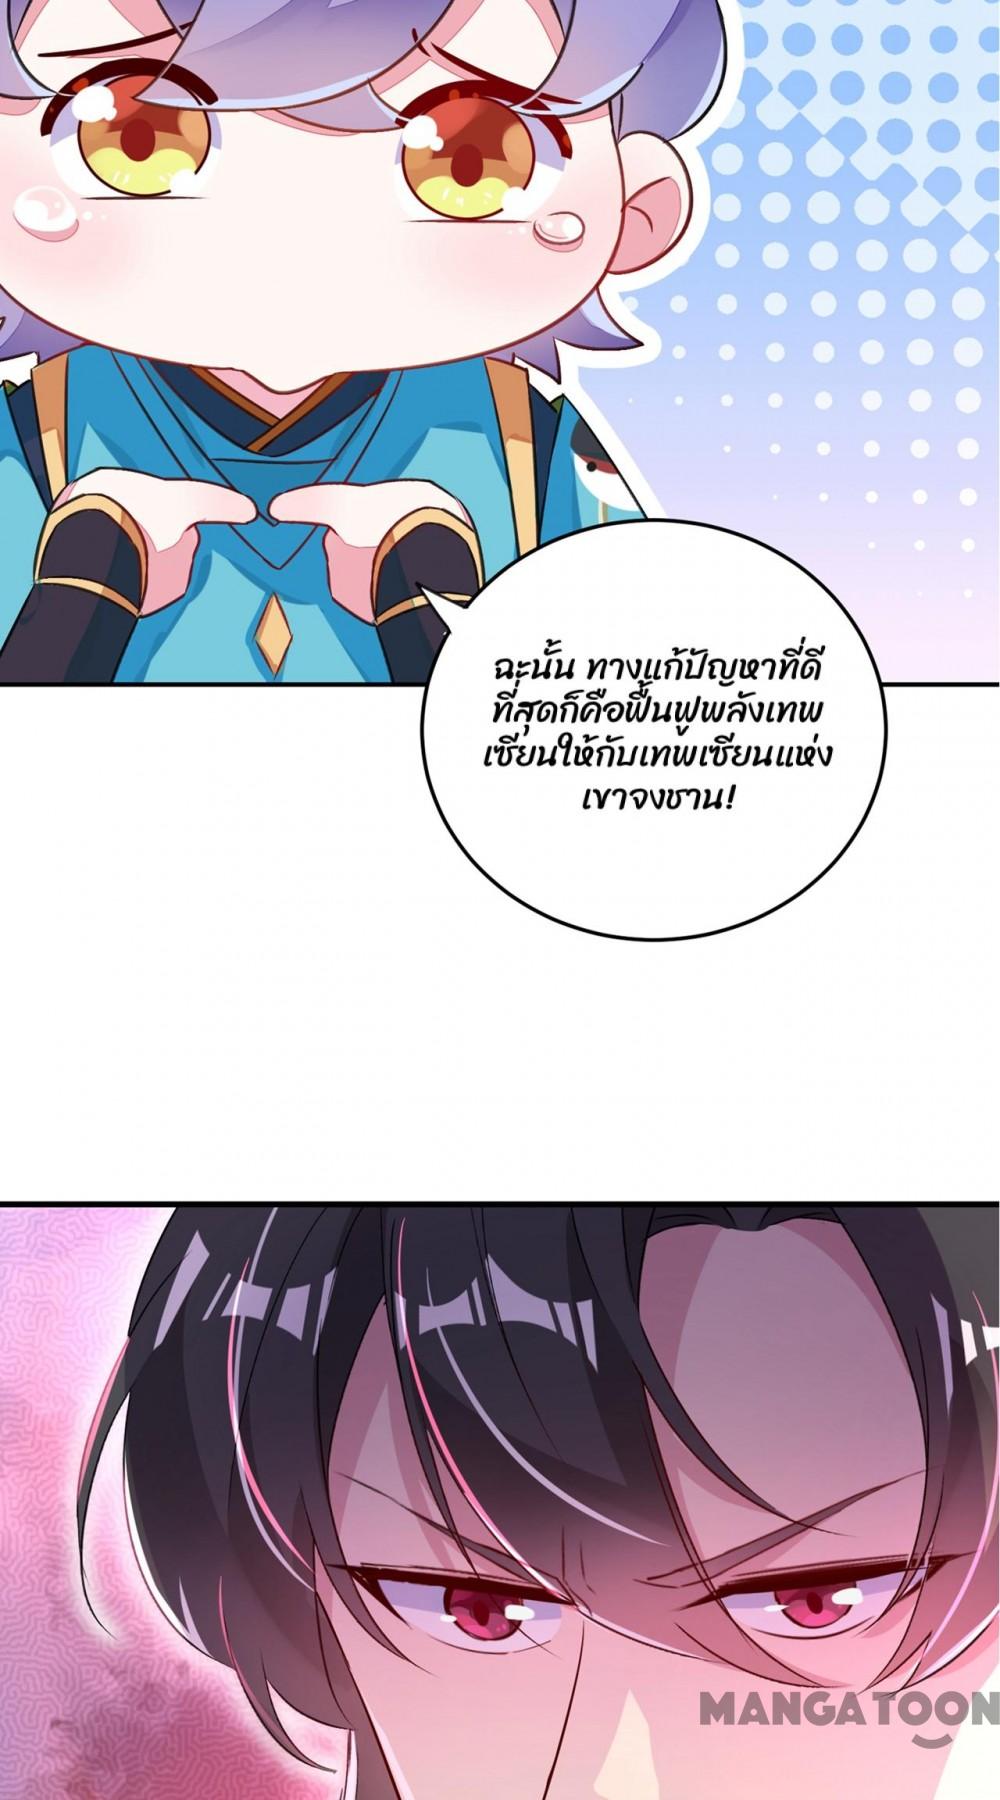 ฉะนั้น ทางแก้ปัญหาที่ดี
ที่สุดก็คือฟื้นฟูพลังเทพ
เซียนให้กับเทพเซียนแห่ง
เขาจงซาน!
MANGATOON